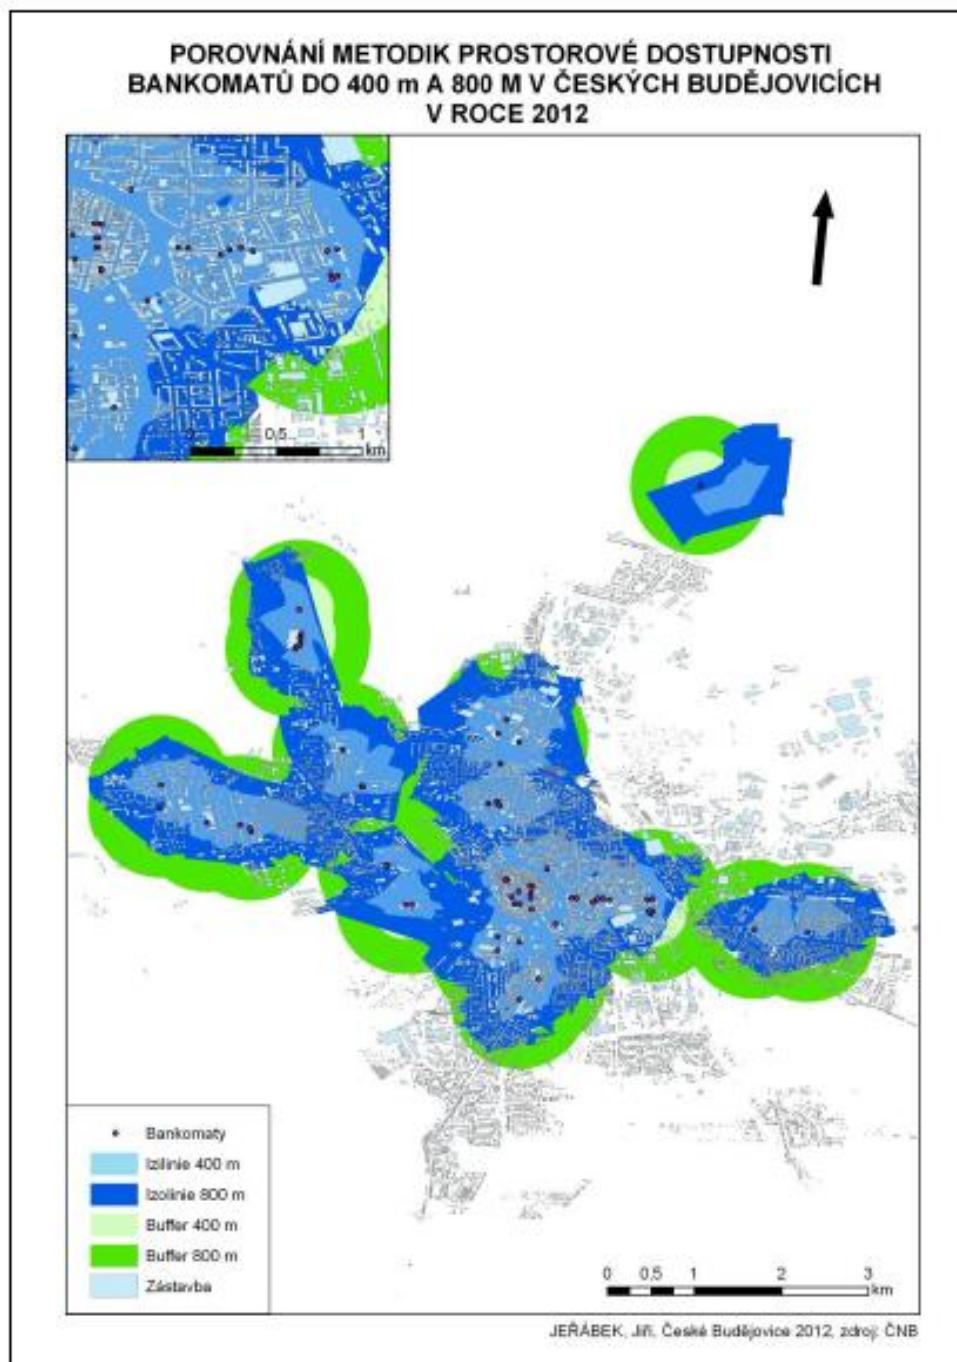 POROVNÁNÍ METODIK PROSTOROVÉ DOSTUPNOSTI
BANKOMATŮ DO 400 m A 800 M V ČESKÝCH BUDĚJOVICÍCH
V ROCE 2012
0 0,5 1
km
Bankomaty
Izilinie 400 m
Izolinie 800 m
Buffer 400 m
Buffer 800 m
Zástavba
0 0,5 1 2 3
km
JEŘÁBEK, Jiří, České Budějovice 2012, zdroj: ČNB